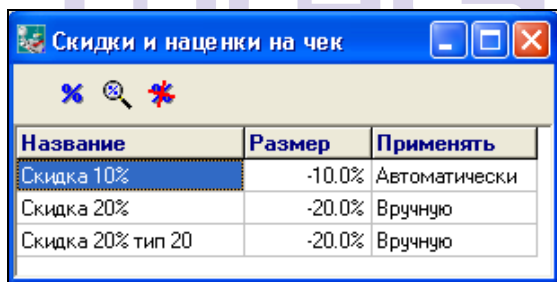 Скидки и наценки на чек
Название Размер Применять
Скидка 10% -10.0% Автоматически
Скидка 20% -20.0% Вручную
Скидка 20% тип 20 -20.0% Вручную